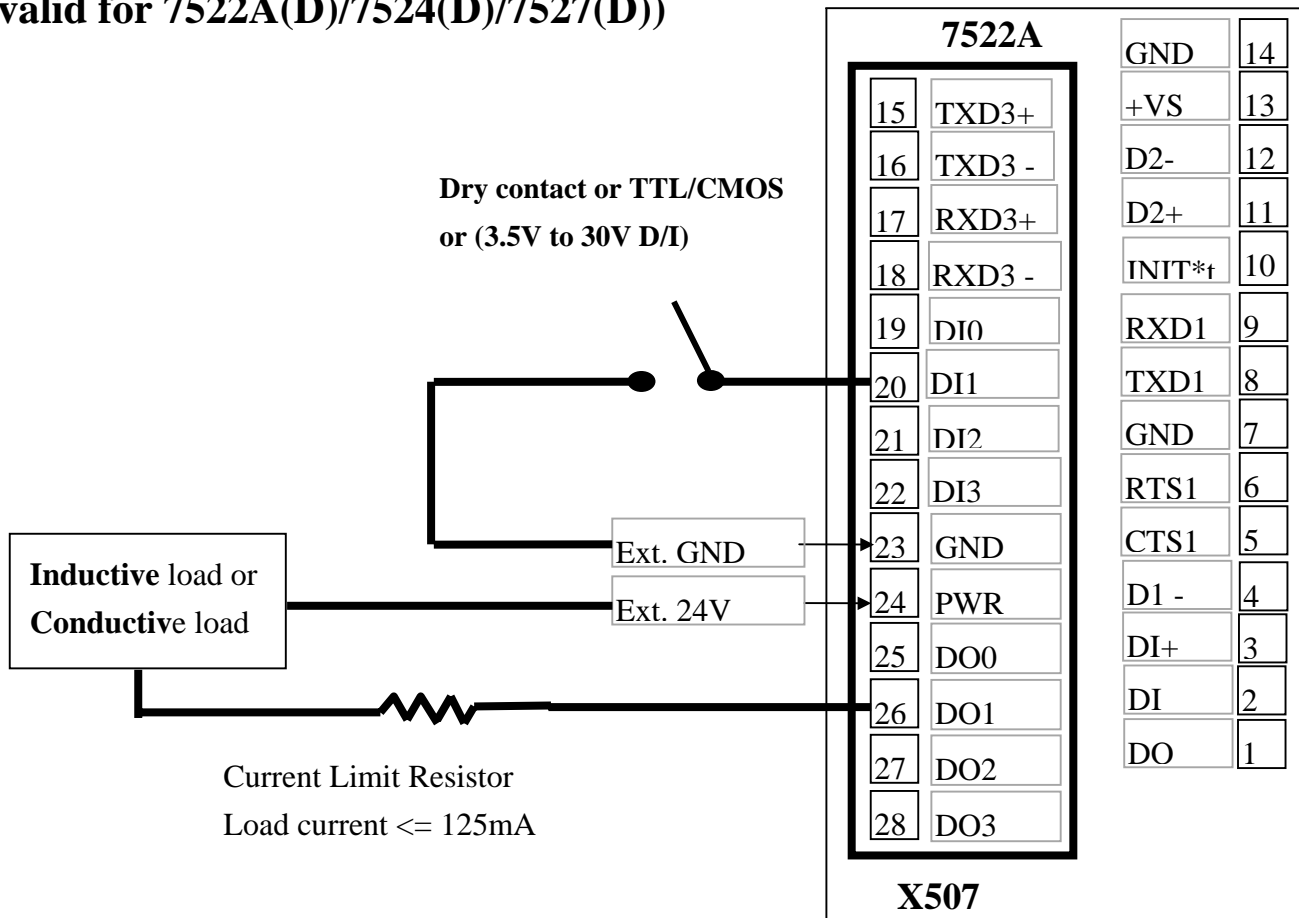 valid for 7522A(D)/7524(D)/7527(D))
7522A
15 TXD3+
16 TXD3 -
17 RXD3+
18 RXD3 -
19 DI0
20 DI1
21 DI2
22 DI3
23 GND
24 PWR
25 DO0
26 DO1
27 DO2
28 DO3
X507
GND 14
+VS 13
D2- 12
D2+ 11
INIT*t 10
RXD1 9
TXD1 8
GND 7
RTS1 6
CTS1 5
D1 - 4
DI+ 3
DI 2
DO 1
Dry contact or TTL/CMOS
or (3.5V to 30V D/I)
Ext. GND
Ext. 24V
Inductive load or
Conductive load
Current Limit Resistor
Load current <= 125mA